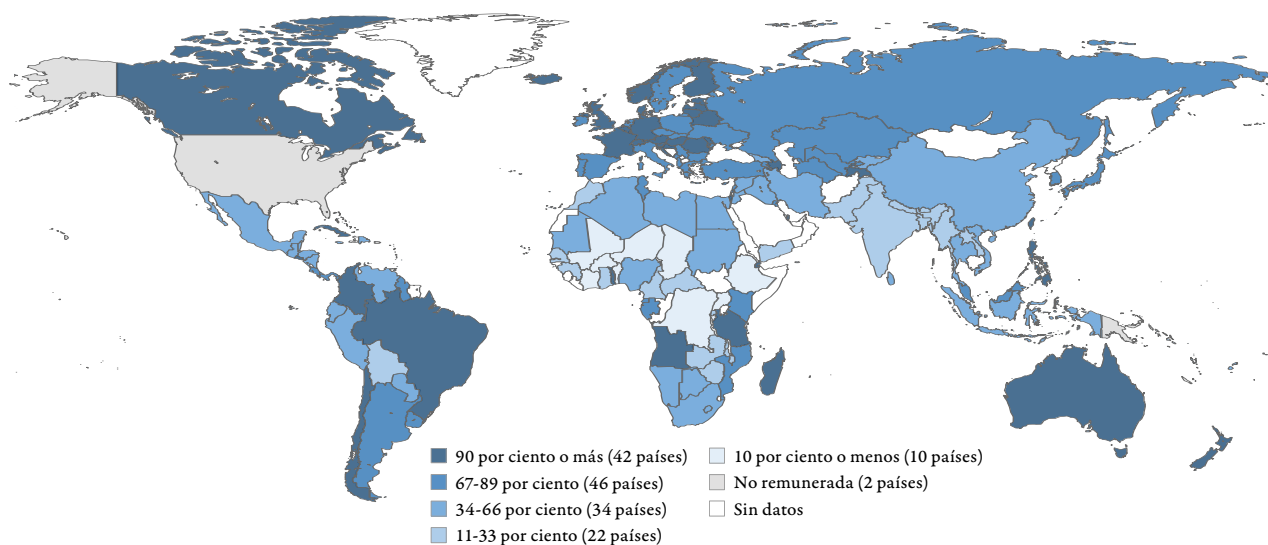 90 por ciento o más (42 países)
67-89 por ciento (46 países)
34-66 por ciento (34 países)
11-33 por ciento (22 países)
10 por ciento o menos (10 países)
No remunerada (2 países)
Sin datos